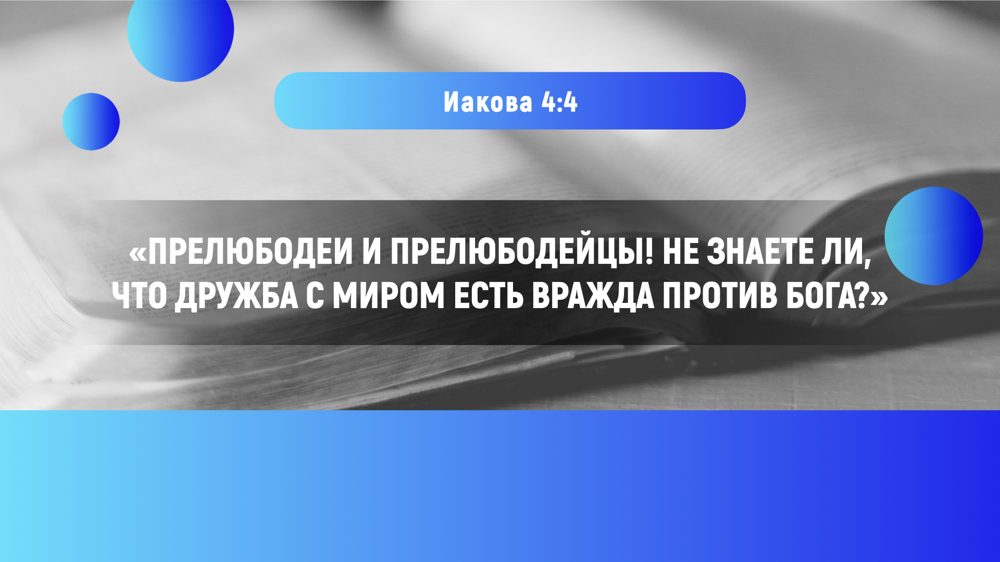 Иакова 4:4
«ПРЕЛЮБОДЕИ И ПРЕЛЮБОДЕЙЦЫ! НЕ ЗНАЕТЕ ЛИ,
ЧТО ДРУЖБА С МИРОМ ЕСТЬ ВРАЖДА ПРОТИВ БОГА?»